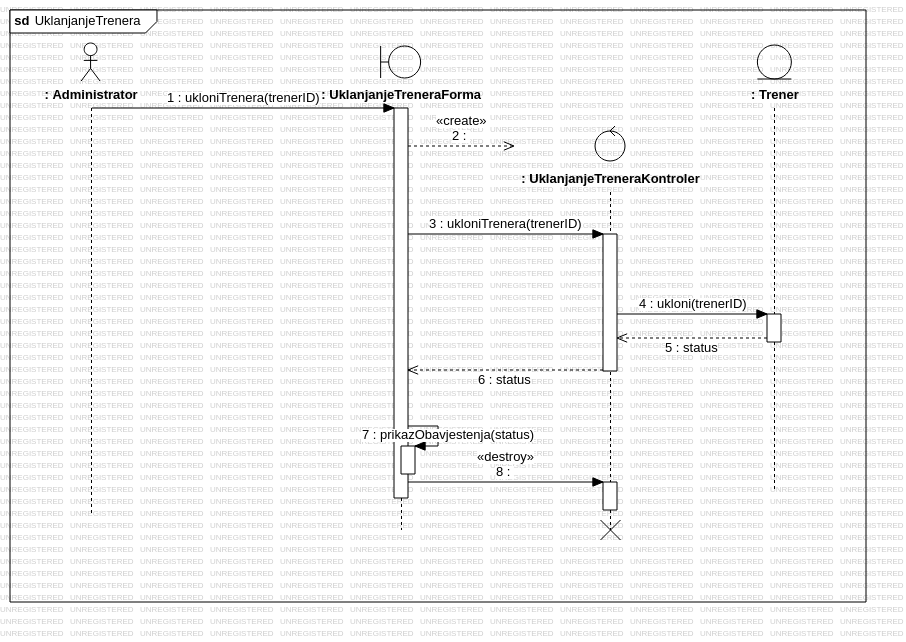 sd UklanjanjeTrenera
: Administrator
: UklanjanjeTreneraForma
: Trener
1 : ukloniTrenera(trenerID)
«create»
2 :
: UklanjanjeTreneraKontroler
3 : ukloniTrenera(trenerID)
4 : ukloni(trenerID)
5 : status
6 : status
7 : prikazObavjestenja(status)
«destroy»
8 :
UNREGISTERED